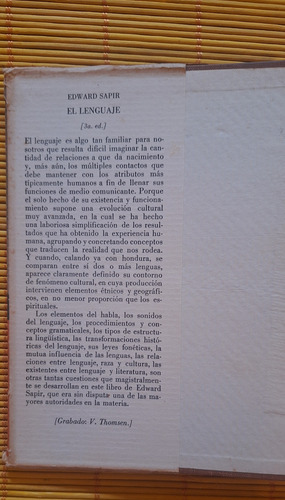 EDWARD SAPIR
EL LENGUAJE
[3a. ed.]
El lenguaje es algo tan familiar para no-
sotros que resulta difícil imaginar la can-
tidad de relaciones a que da nacimiento
y, más aún, los múltiples contactos que
debe mantener con los atributos más
típicamente humanos a fin de llenar sus
funciones de medio comunicante. Porque
el solo hecho de su existencia y funciona-
miento supone una evolución cultural
muy avanzada, en la cual se ha hecho
una laboriosa simplificación de los resul-
tados que ha obtenido la experiencia huma-
na, agrupando y concretando conceptos
que traducen la realidad que nos rodea.
Y cuando, calando ya con hondura, se
comparan entre sí dos o más lenguas,
aparece claramente definido su contorno
de fenómeno cultural, en cuya producción
intervienen elementos étnicos y geográfi-
cos, en no menor proporción que los es-
pirituales.
Los elementos del habla, los sonidos
del lenguaje, los procedimientos y con-
ceptos gramaticales, los tipos de estructu-
ra lingüística, las transformaciones históri-
cas del lenguaje, sus leyes fonéticas, la
mutua influencia de las lenguas, las rela-
ciones entre lenguaje, raza y cultura, las
existentes entre lenguaje y literatura, son
otras tantas cuestiones que magistralmen-
te se desarrollan en este libro de Edward
Sapir, que era sin disputa una de las ma-
yores autoridades en la materia.
[Grabado: V. Thomsen.]